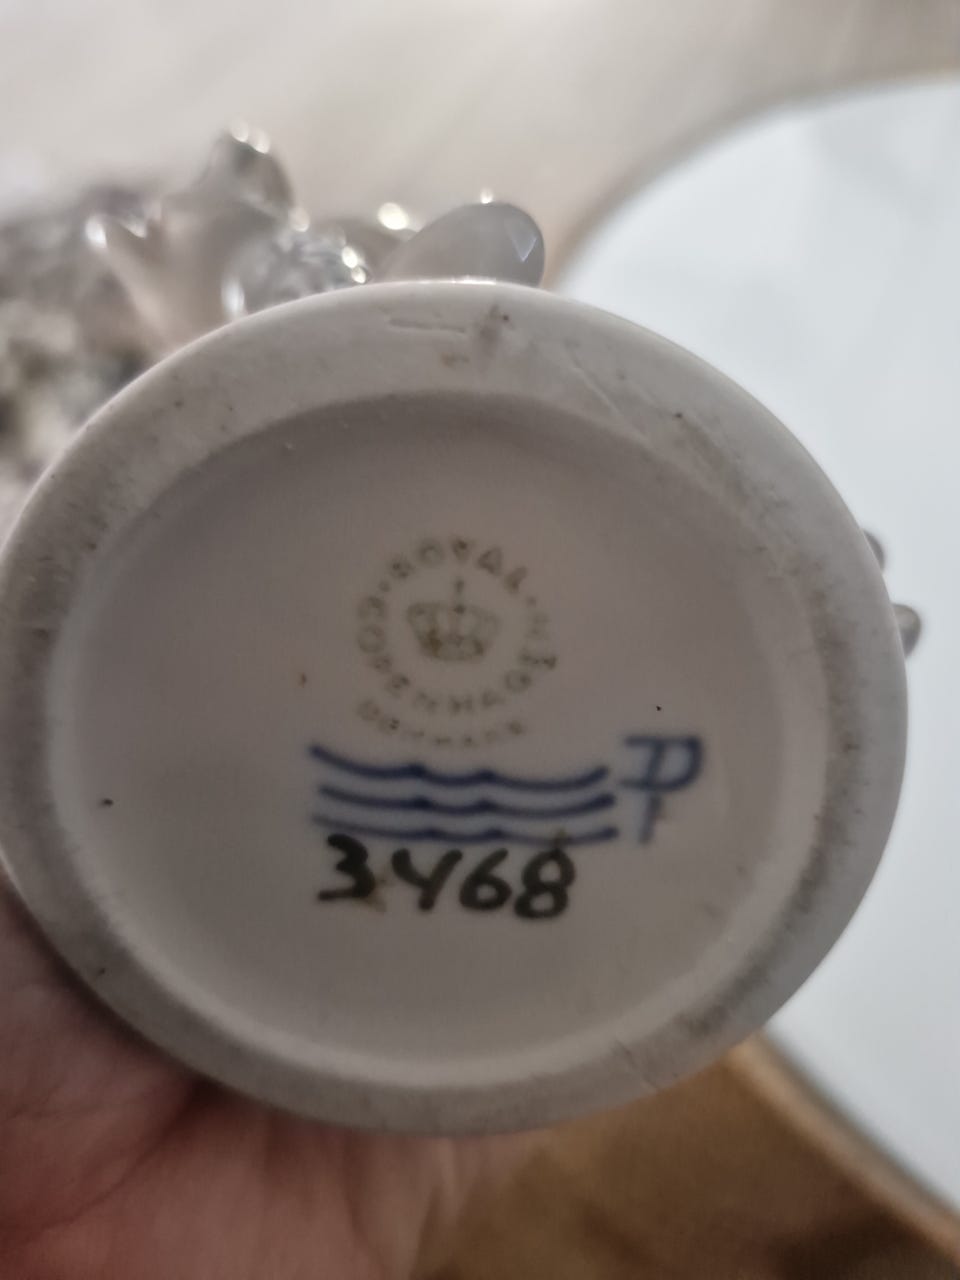 ROYAL
COPENHAGEN
DENMARK
3468